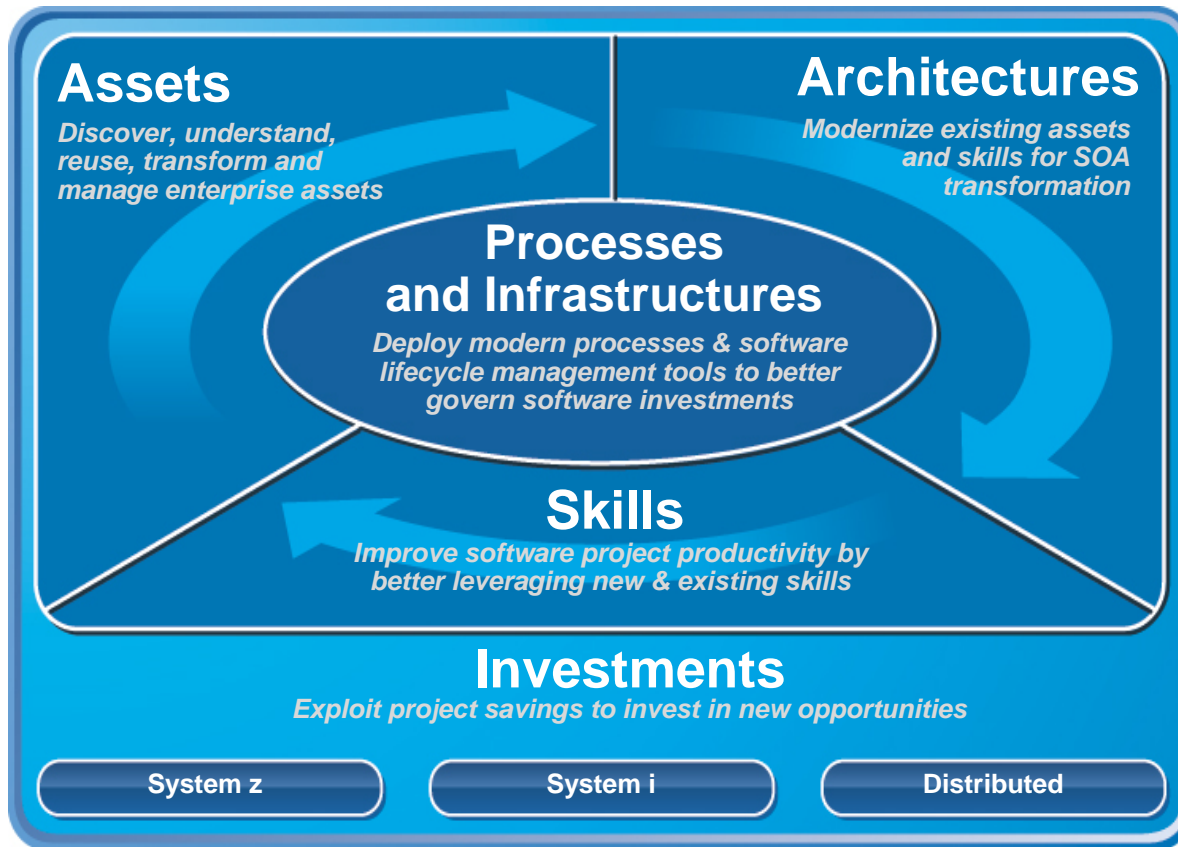 Assets
Discover, understand,
reuse, transform and
manage enterprise assets
Architectures
Modernize existing assets
and skills for SOA
transformation
Processes
and Infrastructures
Deploy modern processes & software
lifecycle management tools to better
govern software investments
Skills
Improve software project productivity by
better leveraging new & existing skills
Investments
Exploit project savings to invest in new opportunities
System z
System i
Distributed